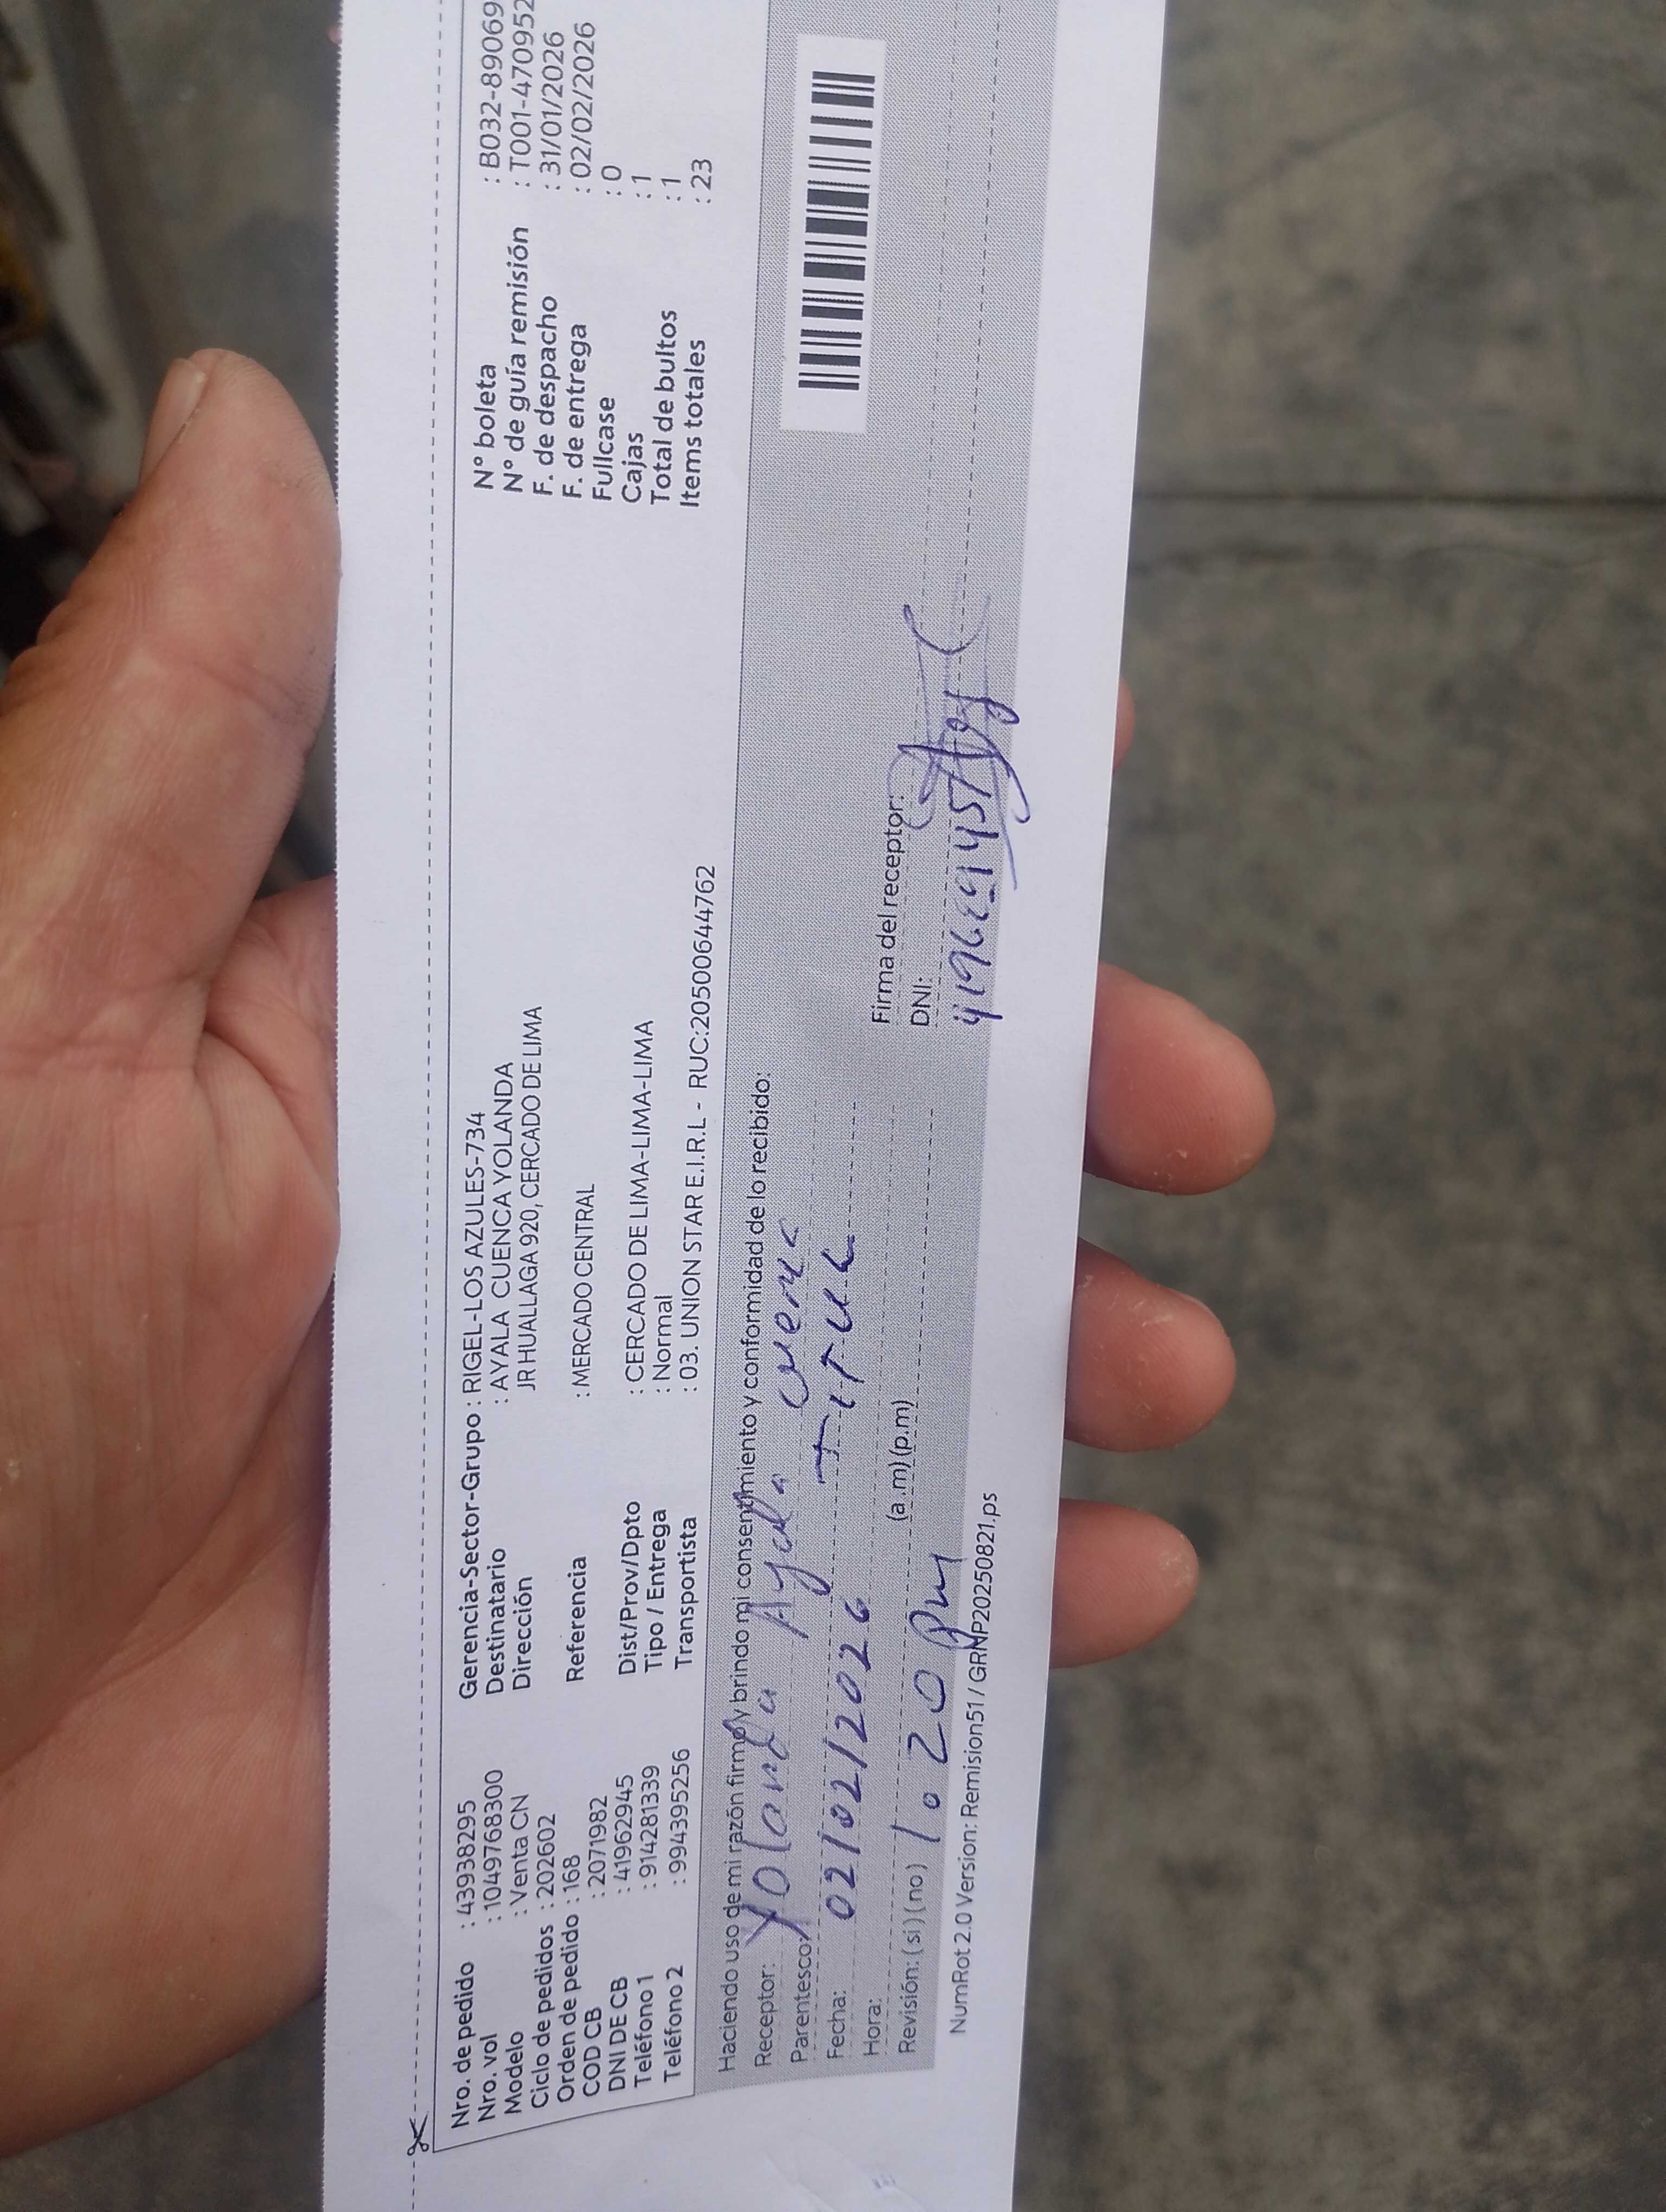 Nro. de pedido : 43938295
Nro. vol : 10497668300
Modelo : Venta CN
Ciclo de pedidos : 202602
Orden de pedido : 168
COD CB : 2071982
DNI DE CB : 41962945
Teléfono 1 : 914281339
Teléfono 2 : 994395256
Gerencia-Sector-Grupo : RIGEL-LOS AZULES-734
Destinatario : AYALA CUENCA YOLANDA
Dirección JR HUALLAGA 920, CERCADO DE LIMA
Referencia : MERCADO CENTRAL
Dist/Prov/Dpto : CERCADO DE LIMA-LIMA-LIMA
Tipo / Entrega : Normal
Transportista : 03. UNION STAR E.I.R.L - RUC:20500644762
N° boleta : B032-89069
N° de guía remisión : T001-470952
F. de despacho : 31/01/2026
F. de entrega : 02/02/2026
Fullcase : 0
Cajas : 1
Total de bultos : 1
Items totales : 23
Haciendo uso de mi razón firmo y brindo mi consentimiento y conformidad de lo recibido:
Receptor: Yolanda Ayala Cuenca
Parentesco:
Fecha: 02/02/2026
Hora: (a.m) (p.m)
Revisión: (si) (no) 1.20 pm
Firma del receptor:
DNI:
NumRot 2.0 Version: Remision51 / GRNP20250821.ps